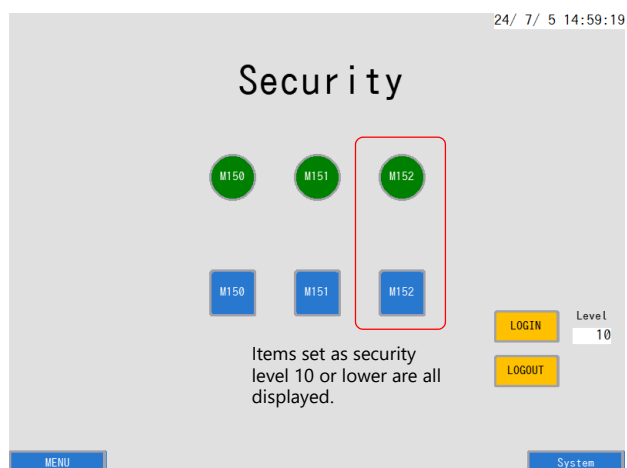 24/ 7/ 5 14:59:19
Security
M150 M151 M152
M150 M151 M152
Level
LOGIN 10
Items set as security
level 10 or lower are all
displayed.
LOGOUT
MENU System